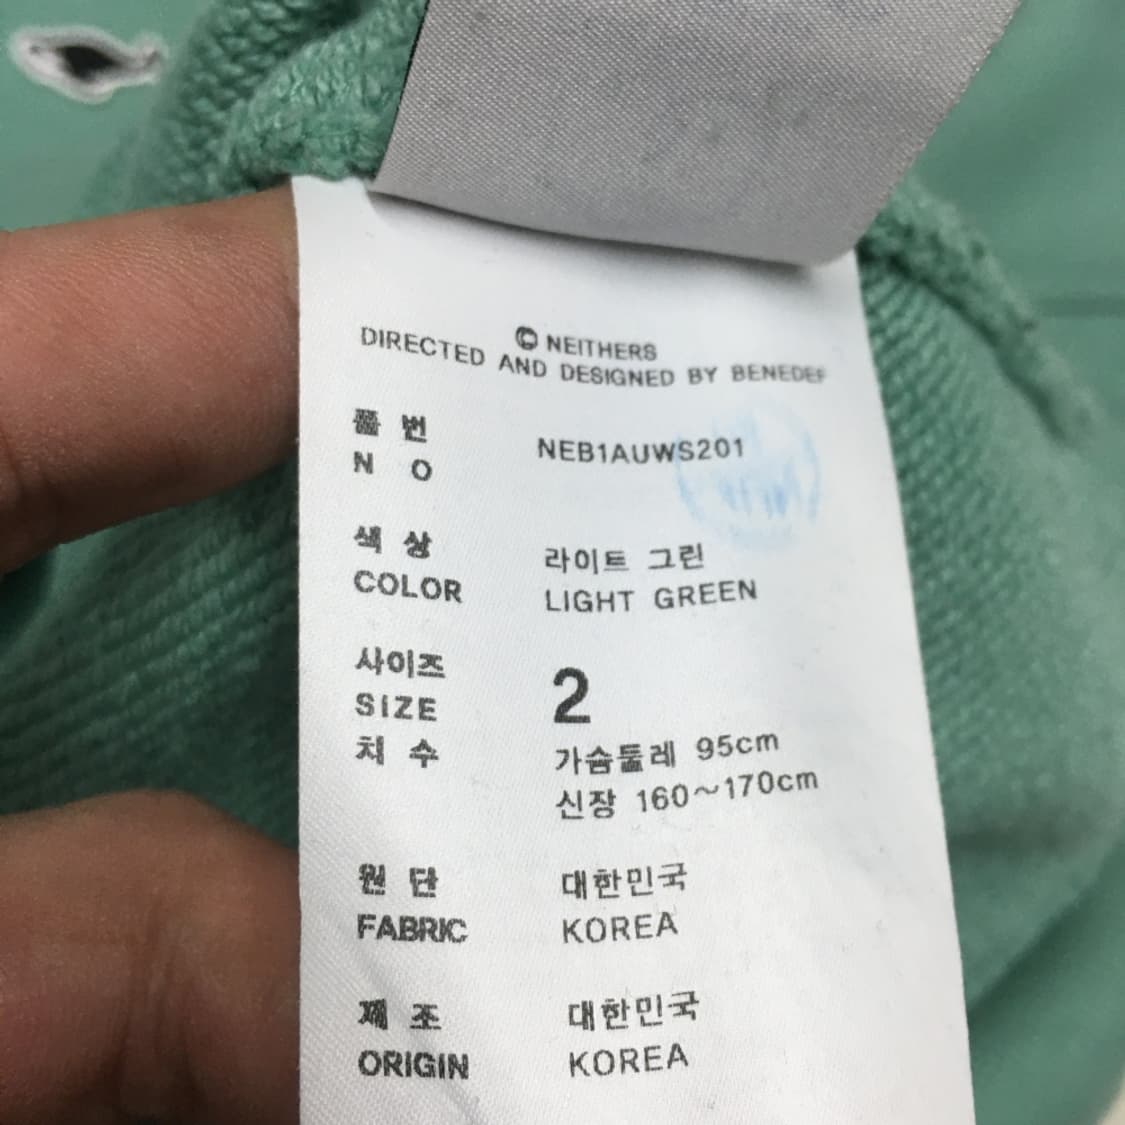 © NEITHERS
DIRECTED AND DESIGNED BY BENEDEF
품 번
N O
NEB1AUWS201
색 상
COLOR
라이트 그린
LIGHT GREEN
사이즈
SIZE
치 수
2
가슴둘레 95cm
신장 160~170cm
원 단
FABRIC
대한민국
KOREA
제 조
ORIGIN
대한민국
KOREA